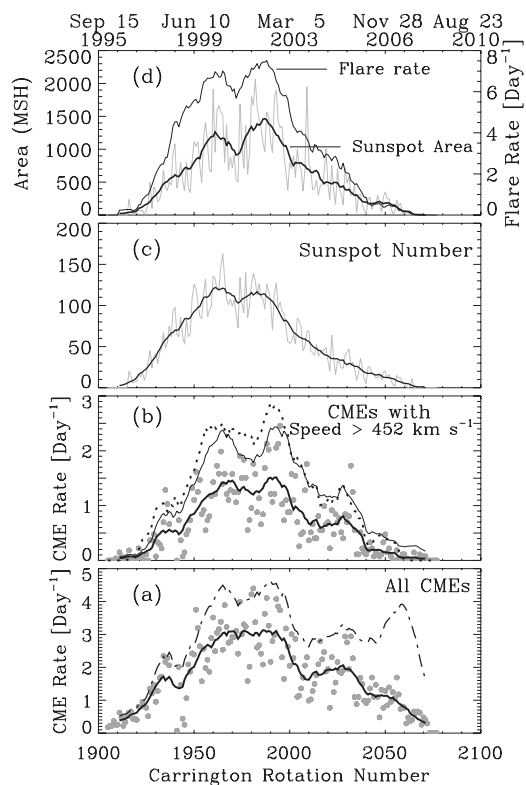 Sep 15 Jun 10 Mar 5 Nov 28 Aug 23
1995 1999 2003 2006 2010
2500
2000
1500
1000
500
0
Area (MSH)
(d)
Flare rate
Sunspot Area
8
6
4
2
0
Flare Rate [Day⁻¹]
200
150
100
50
0
(c)
Sunspot Number
3
2
1
0
CME Rate [Day⁻¹]
(b)
CMEs with
Speed > 452 km s⁻¹
5
4
3
2
1
0
CME Rate [Day⁻¹]
(a)
All CMEs
1900 1950 2000 2050 2100
Carrington Rotation Number